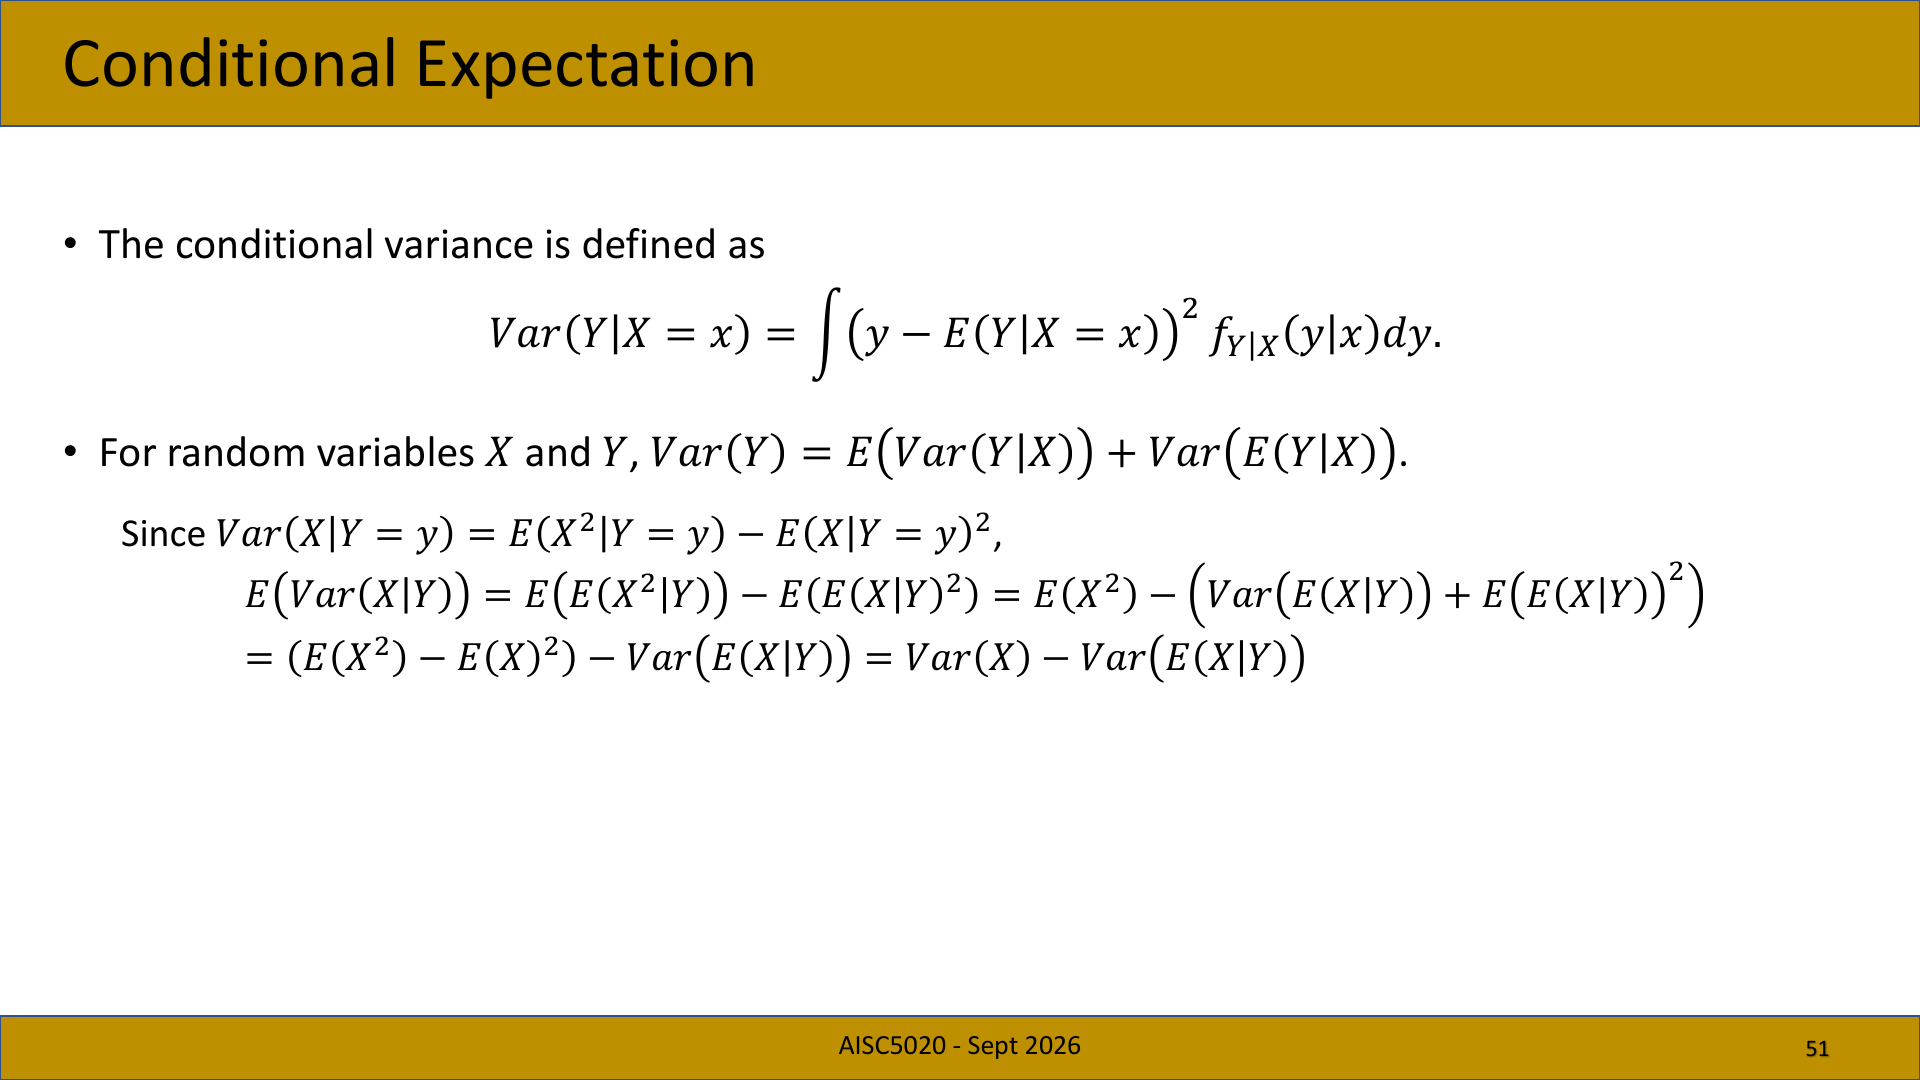 Conditional Expectation
• The conditional variance is defined as
Var(Y|X = x) = ∫(y − E(Y|X = x))² f_{Y|X}(y|x)dy.
• For random variables X and Y, Var(Y) = E(Var(Y|X)) + Var(E(Y|X)).
Since Var(X|Y = y) = E(X²|Y = y) − E(X|Y = y)²,
E(Var(X|Y)) = E(E(X²|Y)) − E(E(X|Y)²) = E(X²) − (Var(E(X|Y)) + E(E(X|Y))²)
= (E(X²) − E(X)²) − Var(E(X|Y)) = Var(X) − Var(E(X|Y))
AISC5020 - Sept 2026
51